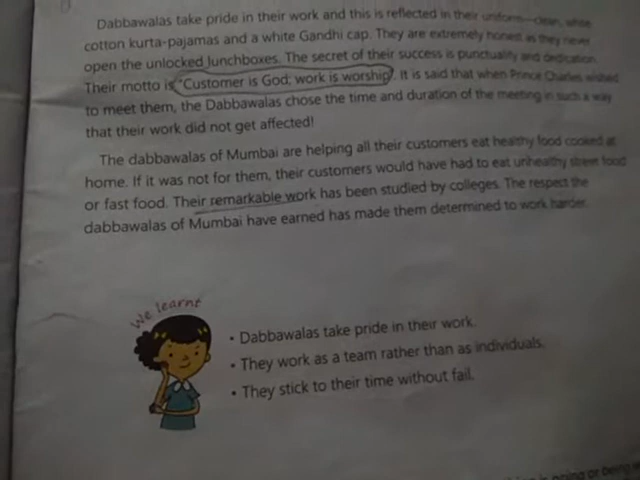 Dabbawalas take pride in their work and this is reflected in their uniform—clean, white
cotton kurta-pajamas and a white Gandhi cap. They are extremely honest as they never
open the unlocked lunchboxes. The secret of their success is punctuality and dedication.
Their motto is "Customer is God; work is worship". It is said that when Prince Charles wished
to meet them, the Dabbawalas chose the time and duration of the meeting in such a way
that their work did not get affected!
The dabbawalas of Mumbai are helping all their customers eat healthy food cooked at
home. If it was not for them, their customers would have had to eat unhealthy street food
or fast food. Their remarkable work has been studied by colleges. The respect the
dabbawalas of Mumbai have earned has made them determined to work harder.
We learnt
• Dabbawalas take pride in their work.
• They work as a team rather than as individuals.
• They stick to their time without fail.